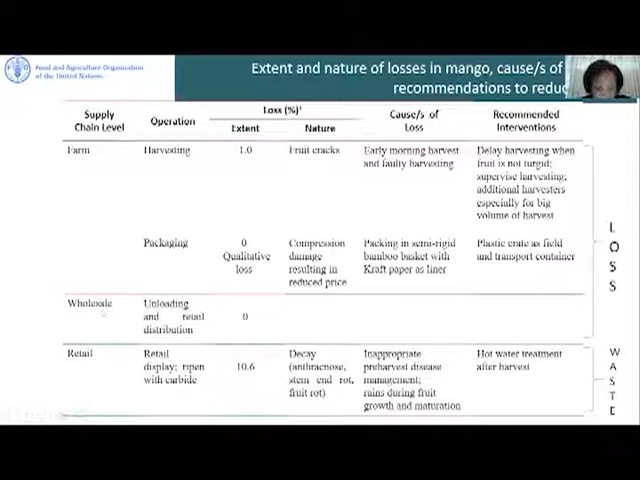 Food and Agriculture Organization
of the United Nations
Extent and nature of losses in mango, cause/s of
recommendations to reduc
Supply Chain Level
Operation
Loss (%)¹
Extent
Nature
Cause/s of Loss
Recommended Interventions
Farm
Harvesting
1.0
Fruit cracks
Early morning harvest
and faulty harvesting
Delay harvesting when
fruit is not turgid;
supervise harvesting;
additional harvesters
especially for big
volume of harvest
Packaging
0
Qualitative
loss
Compression
damage
resulting in
reduced price
Packing in semi-rigid
bamboo basket with
Kraft paper as liner
Plastic crate as field
and transport container
Wholesale
Unloading
and retail
distribution
0
Retail
Retail
display; ripen
with carbide
10.6
Decay
(anthracnose,
stem end rot,
fruit rot)
Inappropriate
preharvest disease
management;
rains during fruit
growth and maturation
Hot water treatment
after harvest
LOSS
WASTE